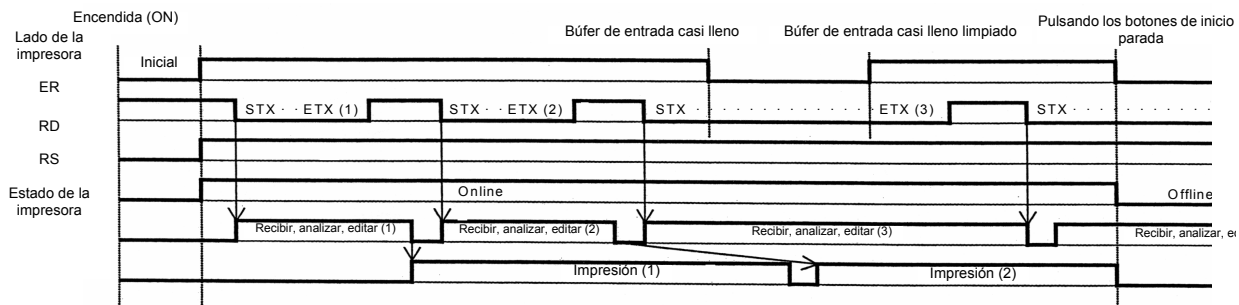 Encendida (ON)
Lado de la
impresora
Búfer de entrada casi lleno
Búfer de entrada casi lleno limpiado
Pulsando los botones de inicio
parada
Inicial
ER
STX · · ETX (1)
STX · · ETX (2)
STX · · · · · · · · · · · · · · · ETX (3)
STX · · · · · · · ·
RD
RS
Estado de la
impresora
Online
Offline
Recibir, analizar, editar (1)
Recibir, analizar, editar (2)
Recibir, analizar, editar (3)
Recibir, analizar,
Impresión (1)
Impresión (2)